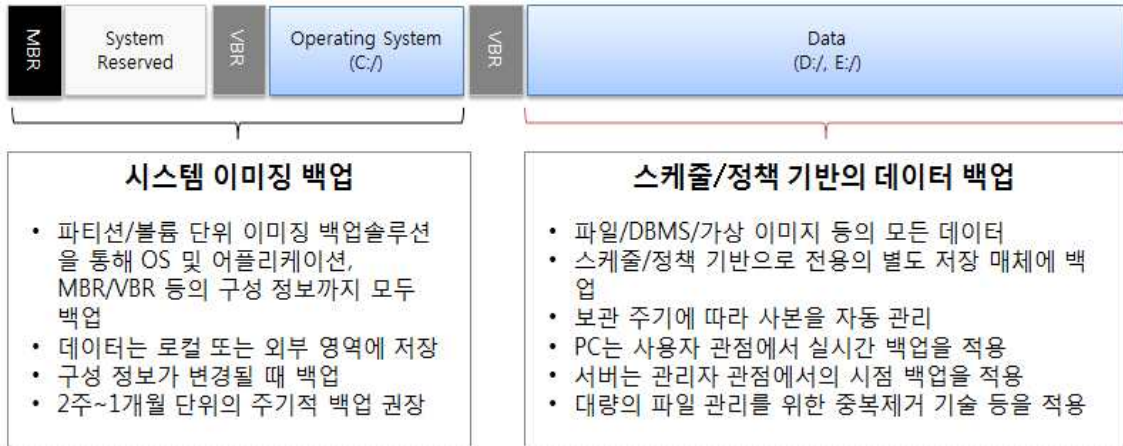 MBR
System
Reserved
VBR
Operating System
(C:/)
VBR
Data
(D:/, E:/)
시스템 이미징 백업
• 파티션/볼륨 단위 이미징 백업솔루션
을 통해 OS 및 어플리케이션,
MBR/VBR 등의 구성 정보까지 모두
백업
• 데이터는 로컬 또는 외부 영역에 저장
• 구성 정보가 변경될 때 백업
• 2주~1개월 단위의 주기적 백업 권장
스케줄/정책 기반의 데이터 백업
• 파일/DBMS/가상 이미지 등의 모든 데이터
• 스케줄/정책 기반으로 전용의 별도 저장 매체에 백
업
• 보관 주기에 따라 사본을 자동 관리
• PC는 사용자 관점에서 실시간 백업을 적용
• 서버는 관리자 관점에서의 시점 백업을 적용
• 대량의 파일 관리를 위한 중복제거 기술 등을 적용